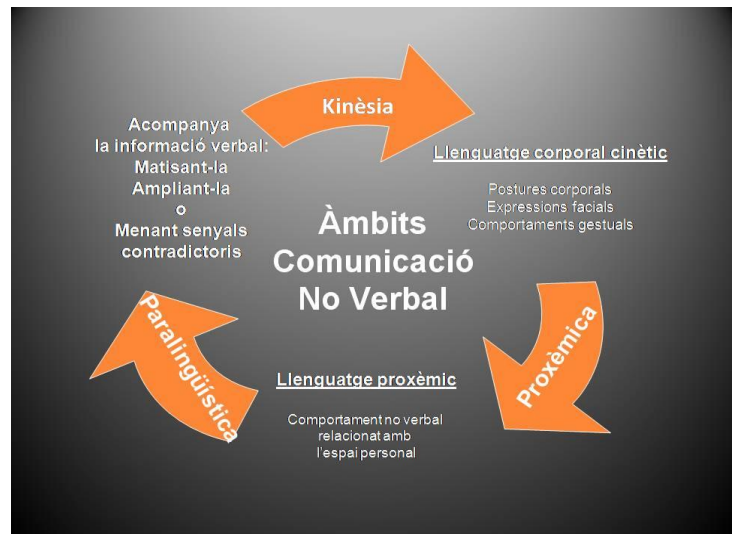 Kinèsia
Acompanya
la informació verbal:
Matisant-la
Ampliant-la
o
Menant senyals
contradictoris
Llenguatge corporal cinètic
Postures corporals
Expressions facials
Comportaments gestuals
Àmbits
Comunicació
No Verbal
Proxèmica
Llenguatge proxèmic
Comportament no verbal
relacionat amb
l'espai personal
Paralingüística